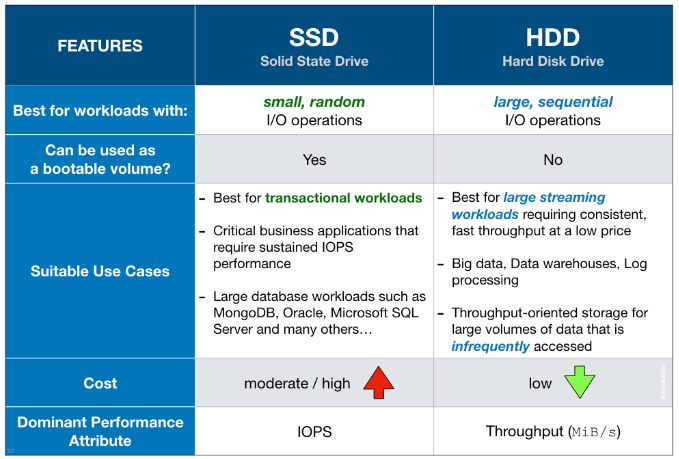 FEATURES
SSD
Solid State Drive
HDD
Hard Disk Drive
Best for workloads with:
small, random
I/O operations
large, sequential
I/O operations
Can be used as
a bootable volume?
Yes
No
Suitable Use Cases
– Best for transactional workloads
– Critical business applications that
require sustained IOPS
performance
– Large database workloads such as
MongoDB, Oracle, Microsoft SQL
Server and many others…
– Best for large streaming
workloads requiring consistent,
fast throughput at a low price
– Big data, Data warehouses, Log
processing
– Throughput-oriented storage for
large volumes of data that is
infrequently accessed
Cost
moderate / high
low
Dominant Performance
Attribute
IOPS
Throughput (MiB/s)